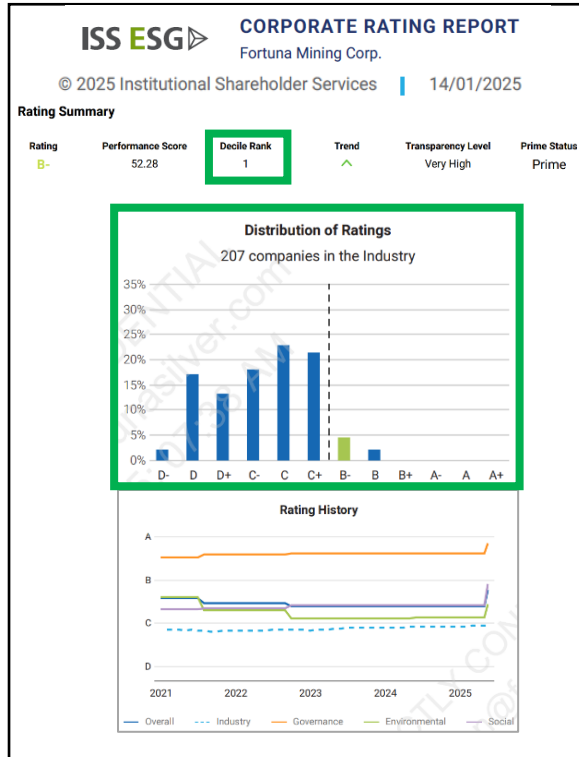 ISS ESG
CORPORATE RATING REPORT
Fortuna Mining Corp.
© 2025 Institutional Shareholder Services | 14/01/2025
Rating Summary
Rating Performance Score Decile Rank Trend Transparency Level Prime Status
B- 52.28 1 Very High Prime
Distribution of Ratings
207 companies in the Industry
35%
30%
25%
20%
15%
10%
5%
0%
D- D D+ C- C C+ B- B B+ A- A A+
Rating History
A
B
C
D
2021 2022 2023 2024 2025
Overall Industry Governance Environmental Social